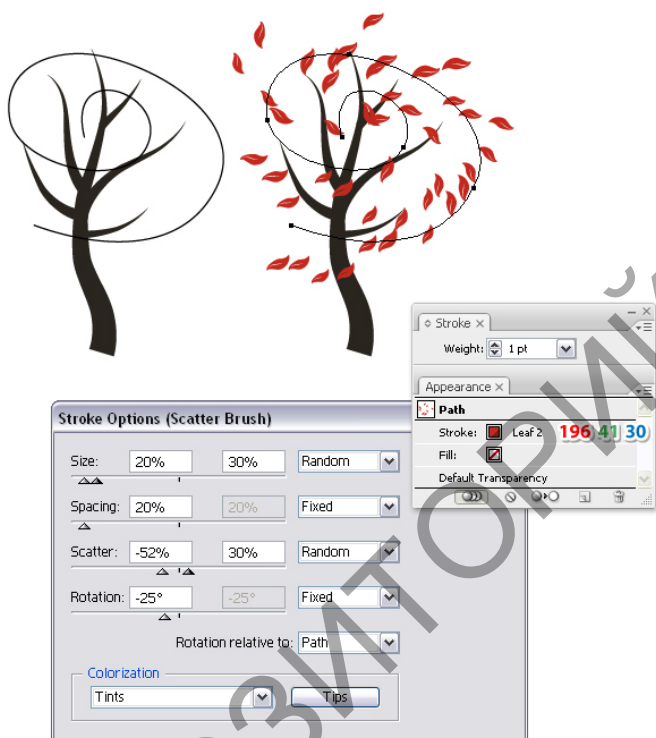 Stroke
Weight: 1 pt
Appearance
Path
Stroke: Leaf 2 196 41 30
Fill:
Default Transparency
Stroke Options (Scatter Brush)
Size: 20% 30% Random
Spacing: 20% 20% Fixed
Scatter: -52% 30% Random
Rotation: -25° -25° Fixed
Rotation relative to: Path
Colorization
Tints Tips